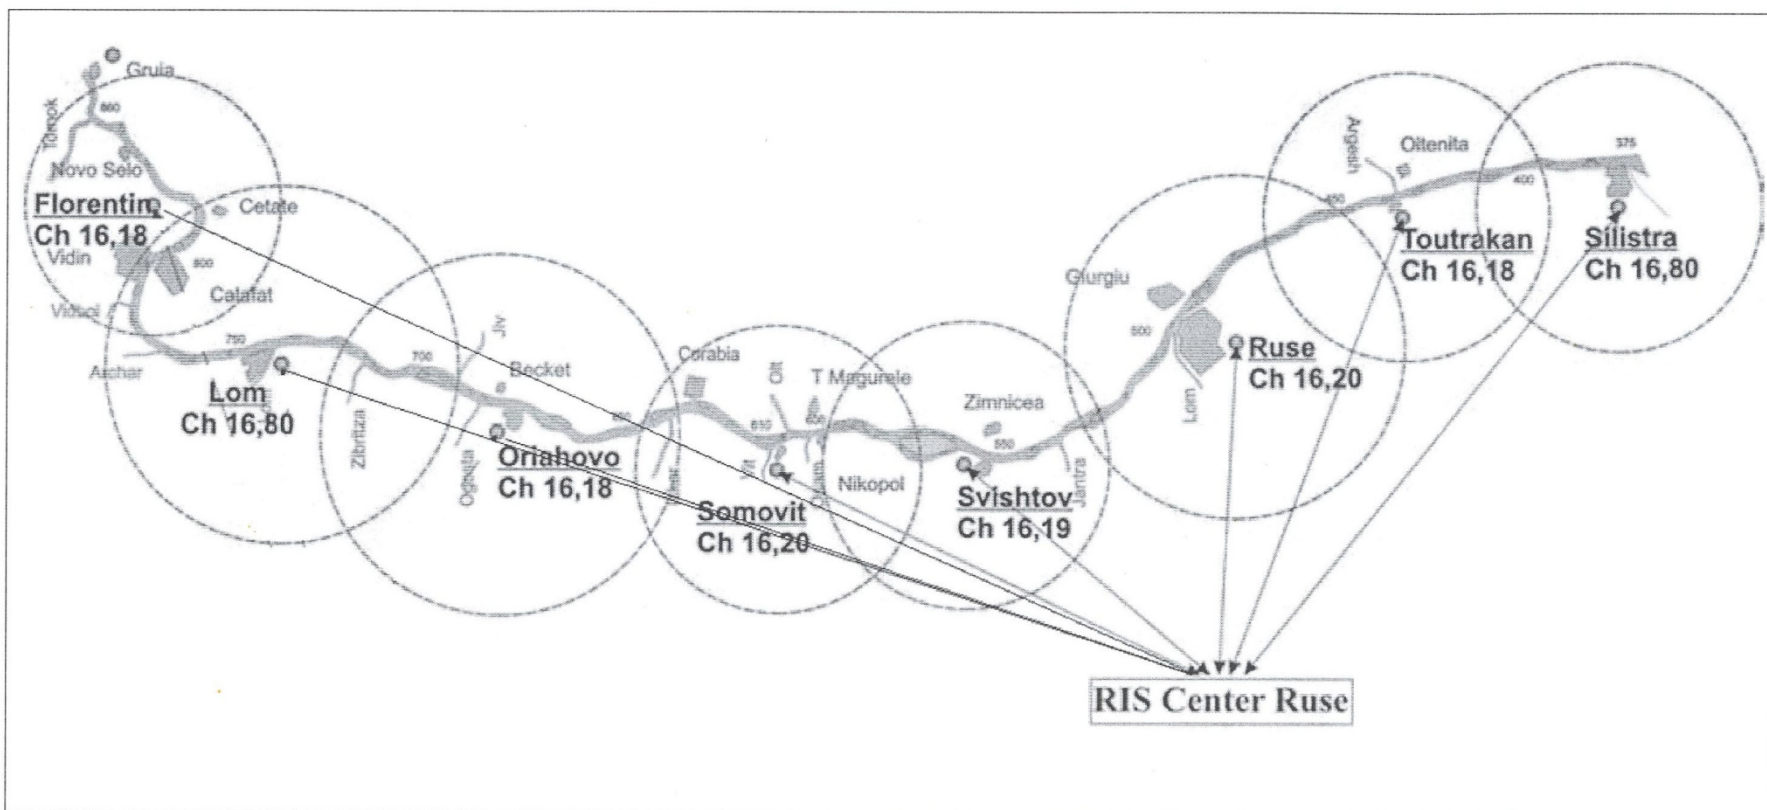 Gruia
Timok
860
Novo Selo
Florentin
Ch 16,18
Cetate
Vidin
800
Calafat
Vidbol
Archar
750
Lom
Ch 16,80
Zibritza
700
Jiv
Becket
Ogosta
Oriahovo
Ch 16,18
Corabia
Olt
T Magurele
610
Vit
Somovit
Ch 16,20
Nikopol
Zimnicea
550
Svishtov
Ch 16,19
Jantra
Giurgiu
500
Lom
Ruse
Ch 16,20
Argesh
Oltenita
450
Toutrakan
Ch 16,18
400
375
Silistra
Ch 16,80
RIS Center Ruse